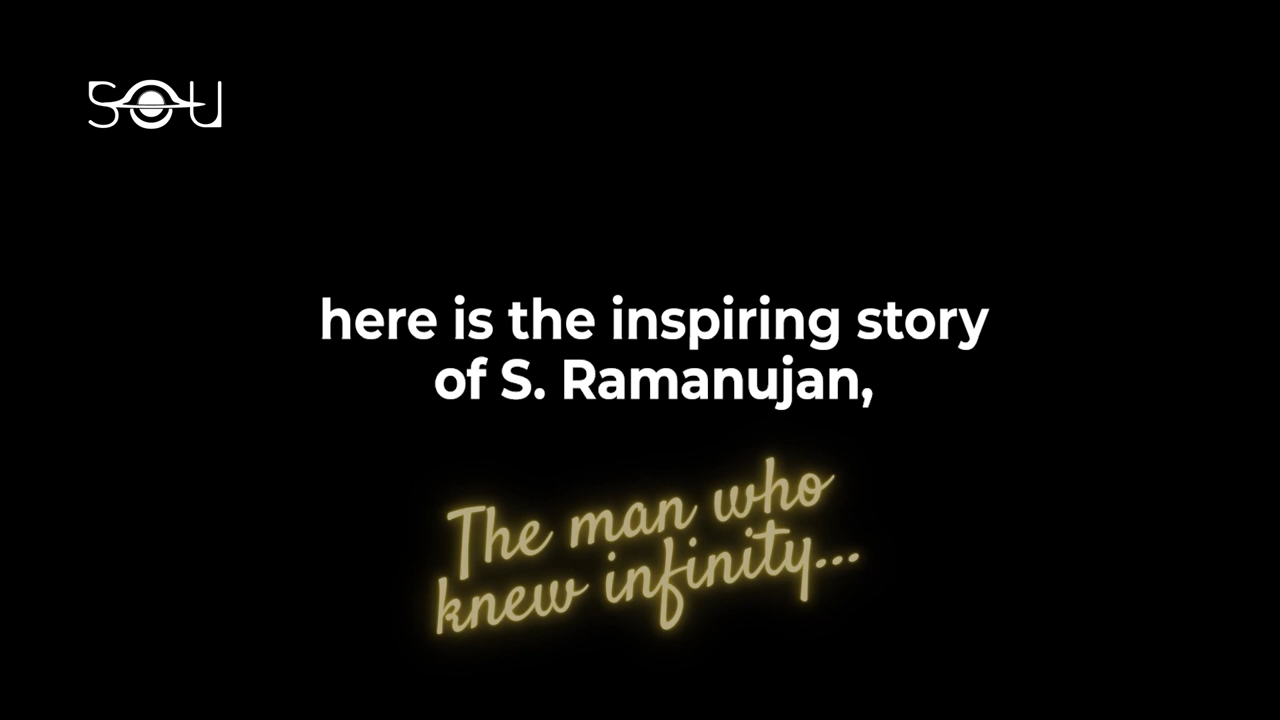 SOU
here is the inspiring story
of S. Ramanujan,
The man who
knew infinity...